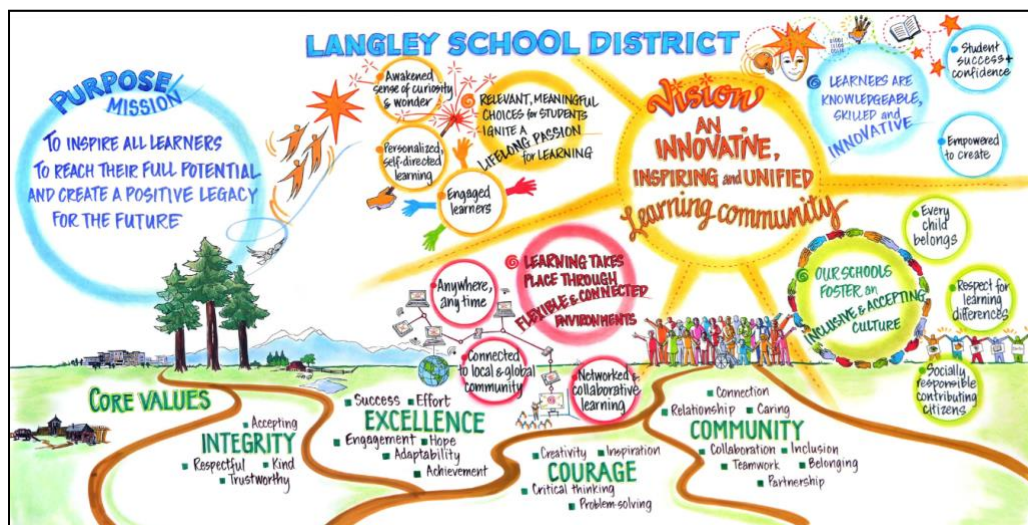 LANGLEY SCHOOL DISTRICT
PURPOSE/
MISSION
TO INSPIRE ALL LEARNERS
TO REACH THEIR FULL POTENTIAL
AND CREATE A POSITIVE LEGACY
FOR THE FUTURE
Awakened
sense of curiosity
& wonder
Personalized,
self-directed
learning
Engaged
learners
RELEVANT, MEANINGFUL
CHOICES for STUDENTS
IGNITE A
LIFELONG PASSION
for LEARNING
Vision
AN
INNOVATIVE,
INSPIRING and UNIFIED
Learning community
LEARNERS ARE
KNOWLEDGEABLE,
SKILLED and
INNOVATIVE
Student
success +
confidence
Empowered
to create
LEARNING TAKES
PLACE THROUGH
FLEXIBLE & CONNECTED
ENVIRONMENTS
Anywhere,
any time
Connected
to local & global
community
Networked &
collaborative
learning
OUR SCHOOLS
FOSTER an
INCLUSIVE & ACCEPTING
CULTURE
Every
child
belongs
Respect for
learning
differences
Socially
responsible
contributing
citizens
CORE VALUES
Accepting
INTEGRITY
Respectful Kind
Trustworthy
Success Effort
EXCELLENCE
Engagement Hope
Adaptability
Achievement
Creativity Inspiration
COURAGE
Critical thinking
Problem-solving
Connection
Relationship Caring
COMMUNITY
Collaboration Inclusion
Teamwork Belonging
Partnership